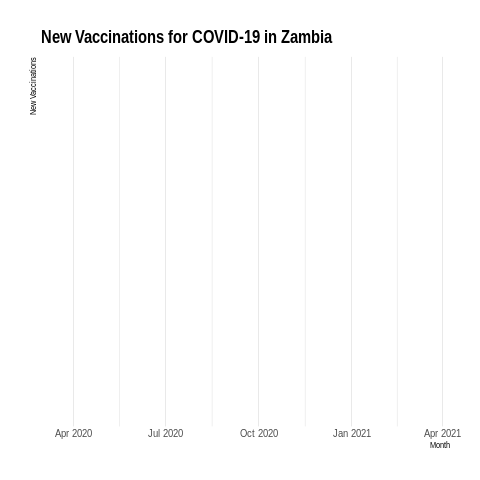 New Vaccinations for COVID-19 in Zambia
New Vaccinations
Apr 2020 Jul 2020 Oct 2020 Jan 2021 Apr 2021
Month